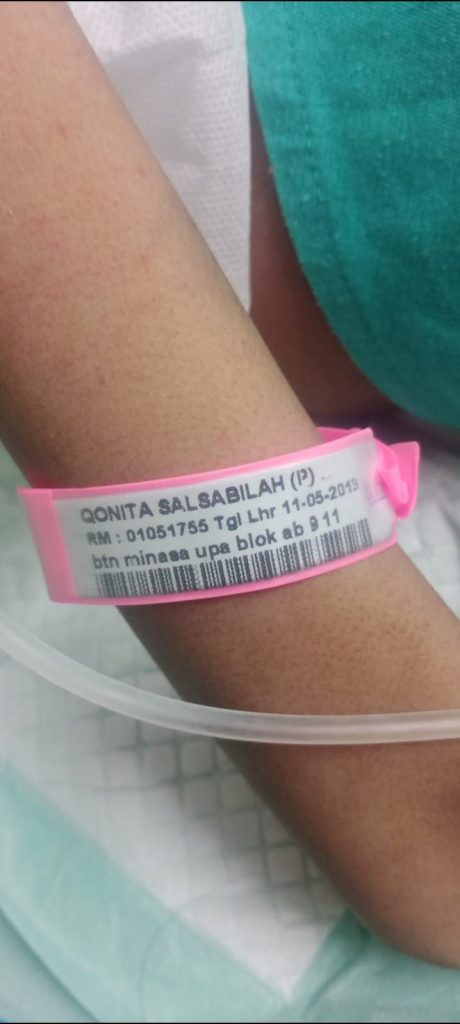 QONITA SALSABILAH (P)
RM : 01051755 Tgl Lhr 11-05-2013
btn minasa upa blok ab 9 11